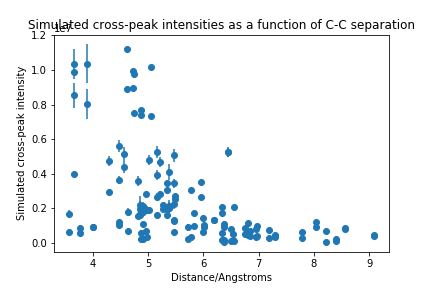 Simulated cross-peak intensities as a function of C-C separation
1e7
1.2
1.0
0.8
0.6
0.4
0.2
0.0
Simulated cross-peak intensity
4 5 6 7 8 9
Distance/Angstroms